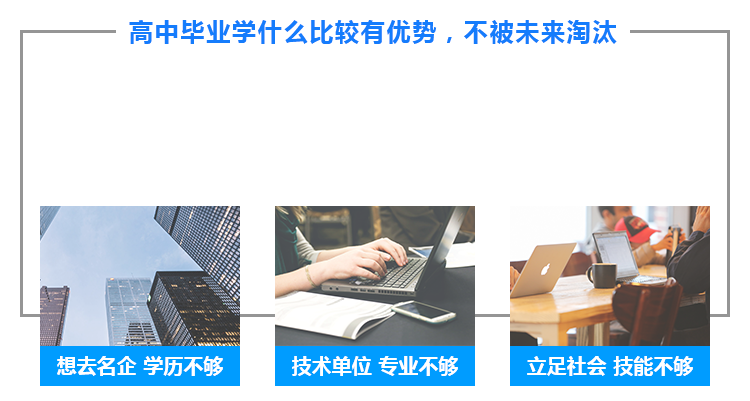 高中毕业学什么比较有优势，不被未来淘汰
想去名企 学历不够
技术单位 专业不够
立足社会 技能不够